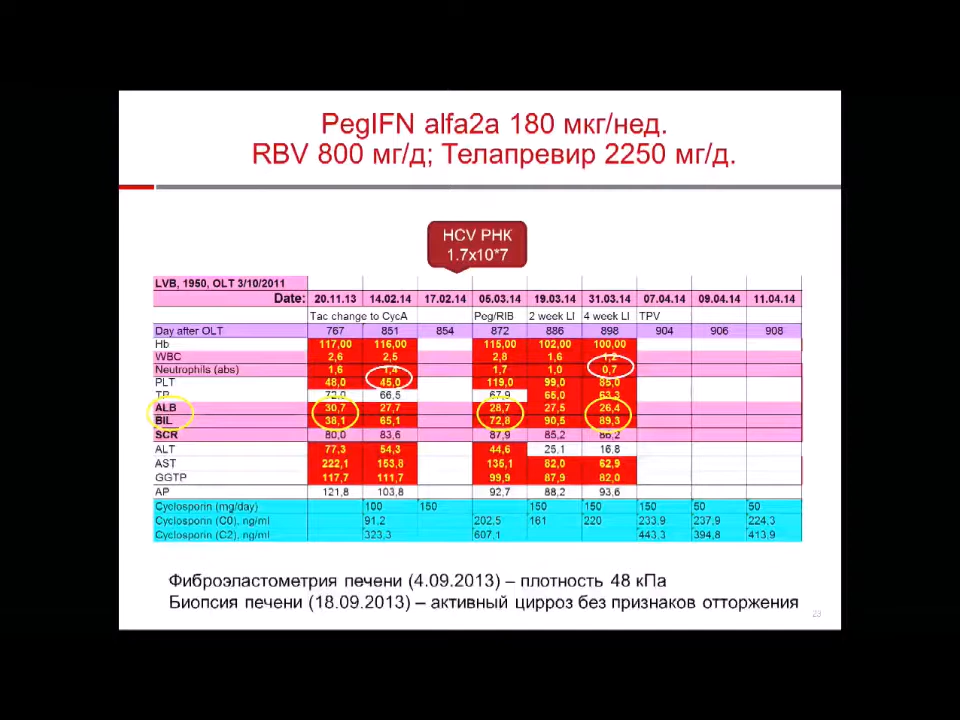 PegIFN alfa2a 180 мкг/нед.
RBV 800 мг/д; Телапревир 2250 мг/д.
HCV РНК
1.7x10*7
LVB, 1950, OLT 3/10/2011
Date: 20.11.13 14.02.14 17.02.14 05.03.14 19.03.14 31.03.14 07.04.14 09.04.14 11.04.14
Tac change to CycA Peg/RIB 2 week LI 4 week LI TPV
Day after OLT 767 851 854 872 886 898 904 906 908
Hb 117,00 116,00 115,00 102,00 100,00
WBC 2,6 2,5 2,8 1,6 1,2
Neutrophils (abs) 1,6 1,4 1,7 1,0 0,7
PLT 48,0 45,0 119,0 99,0 85,0
TP 72,0 66,5 67,9 65,0 63,3
ALB 30,7 27,7 28,7 27,5 26,4
BIL 38,1 65,1 72,8 90,5 89,3
SCR 80,0 83,6 87,9 85,2 86,2
ALT 77,3 54,3 44,6 25,1 16,8
AST 222,1 153,8 135,1 82,0 62,9
GGTP 117,7 111,7 99,9 87,9 82,0
AP 121,8 103,8 92,7 88,2 93,6
Cyclosporin (mg/day) 100 150 150 150 150 50 50
Cyclosporin (C0), ng/ml 91,2 202,5 161 220 233,9 237,9 224,3
Cyclosporin (C2), ng/ml 323,3 607,1 443,3 394,8 413,9
Фиброэластометрия печени (4.09.2013) – плотность 48 кПа
Биопсия печени (18.09.2013) – активный цирроз без признаков отторжения
23